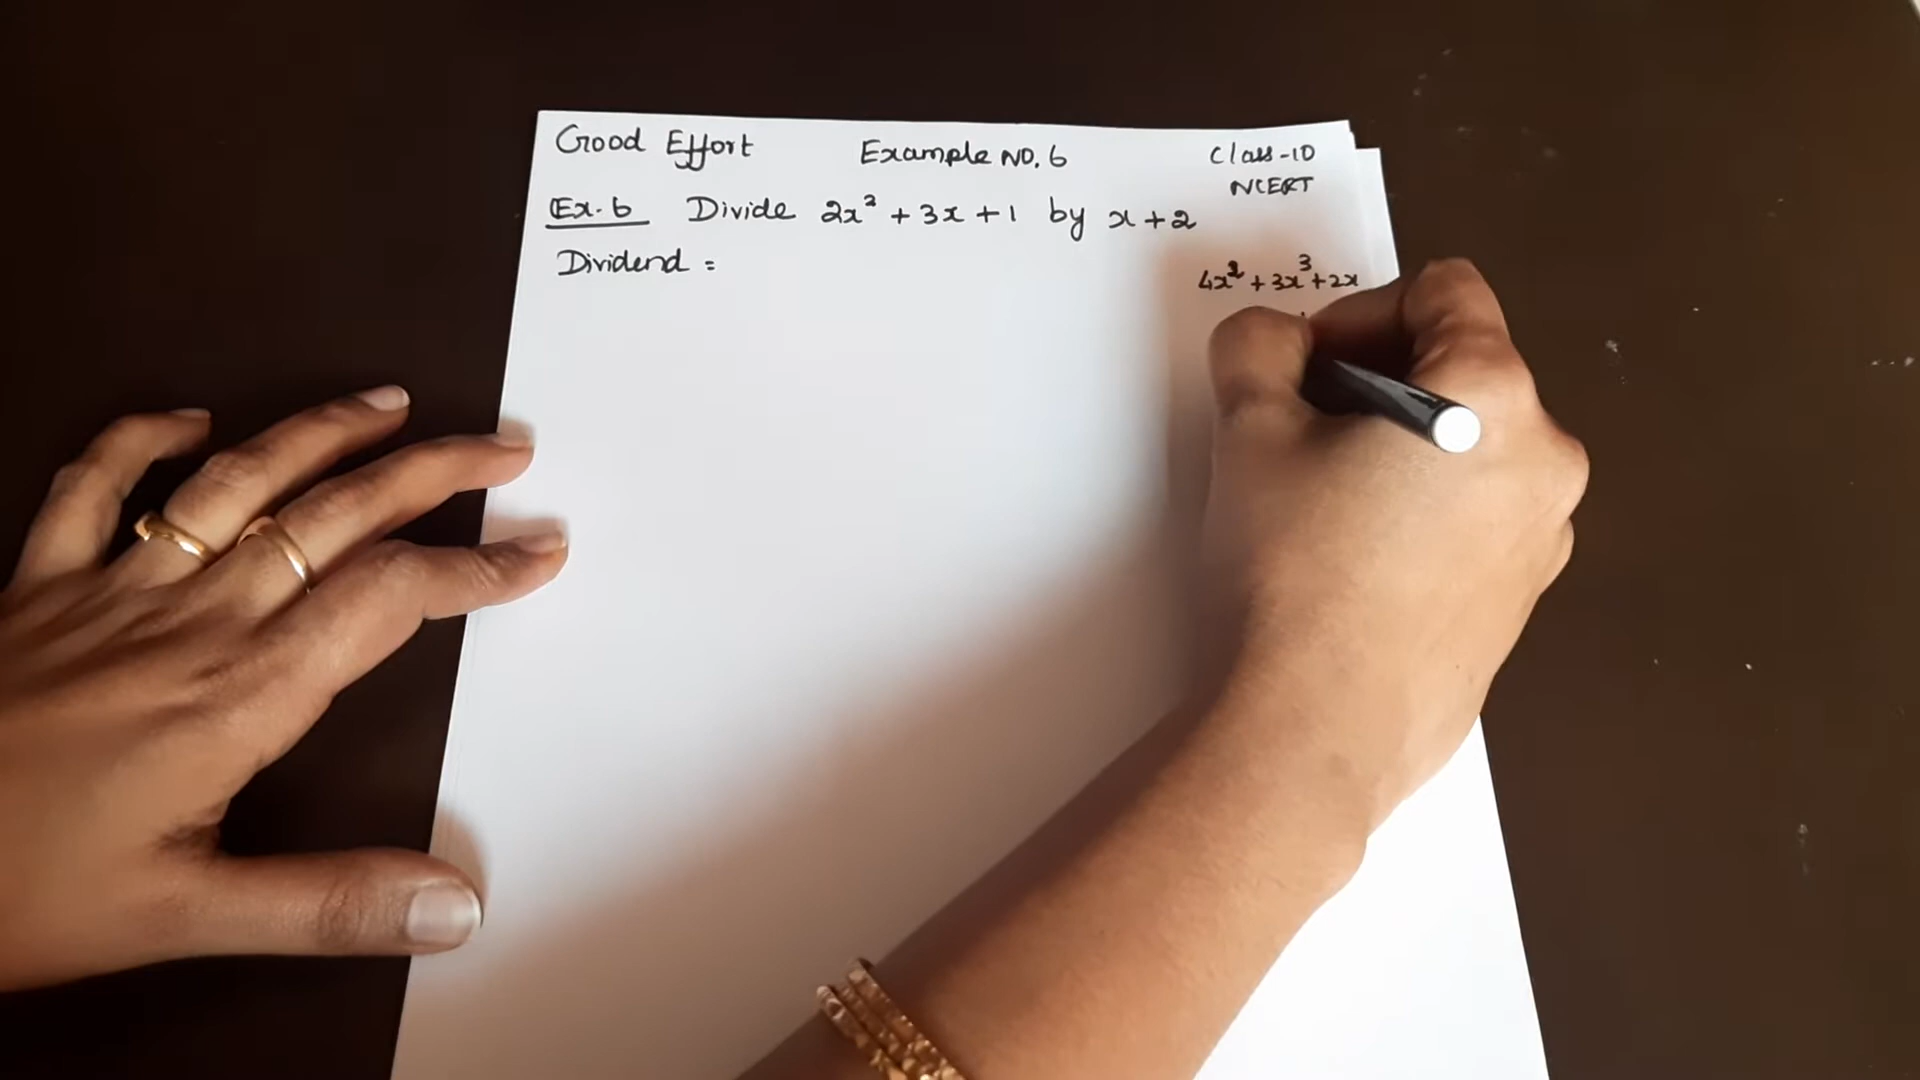 Good Effort Example NO. 6 Class-10
NCERT
Ex. 6 Divide 2x² + 3x + 1 by x + 2
Dividend =
4x² + 3x³ + 2x